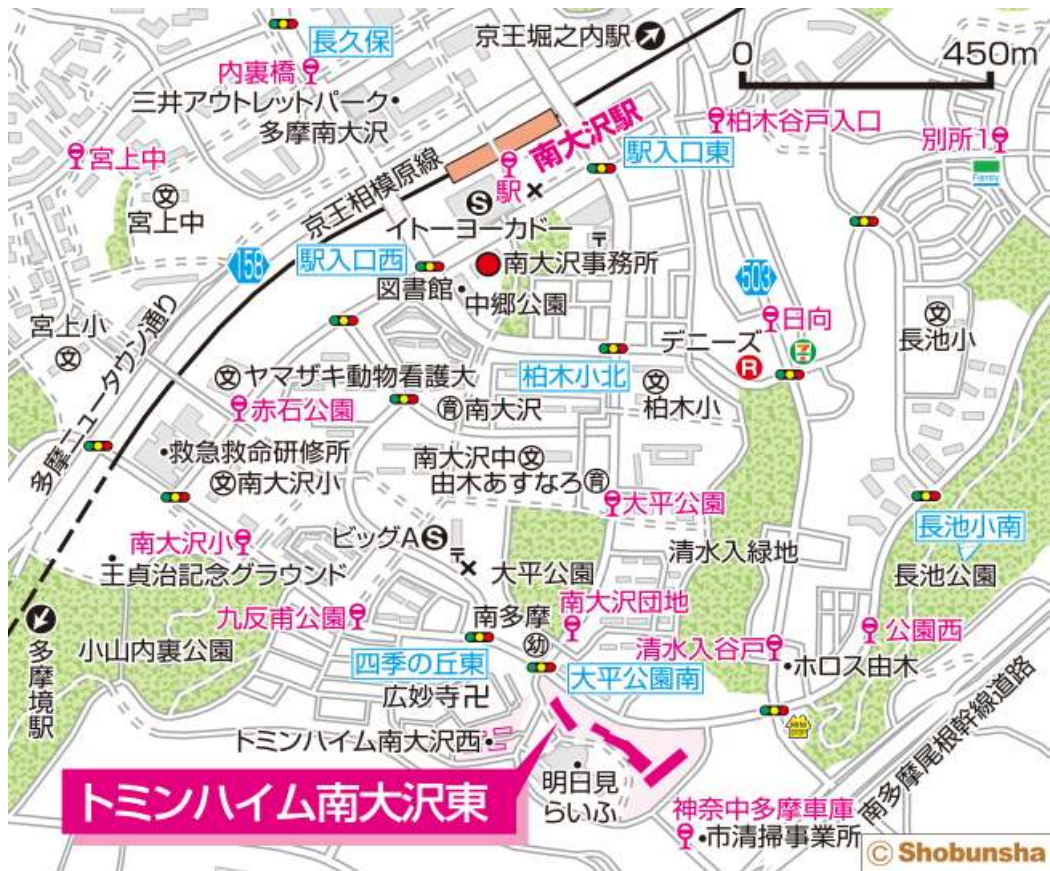 長久保
京王堀之内駅
0 450m
内裏橋
三井アウトレットパーク
多摩南大沢
南大沢駅
柏木谷戸入口
別所1
宮上中
駅入口東
Family
文
宮上中
京王相模原線
駅
S
イトーヨーカドー
158
駅入口西
南大沢事務所
503
図書館
中郷公園
日向
宮上小
文
多摩ニュータウン通り
デニーズ
R
文
長池小
文ヤマザキ動物看護大
柏木小北
文
柏木小
赤石公園
育南大沢
救急救命研修所
南大沢中文
文南大沢小
由木あすなろ育
大平公園
長池小南
南大沢小
ビッグA S
清水入緑地
王貞治記念グラウンド
大平公園
長池公園
九反甫公園
南多摩
幼
南大沢団地
公園西
多摩境駅
小山内裏公園
四季の丘東
清水入谷戸
ホロス由木
大平公園南
広妙寺卍
南多摩尾根幹線道路
トミンハイム南大沢西
トミンハイム南大沢東
明日見
らいふ
神奈中多摩車庫
市清掃事業所
© Shobunsha